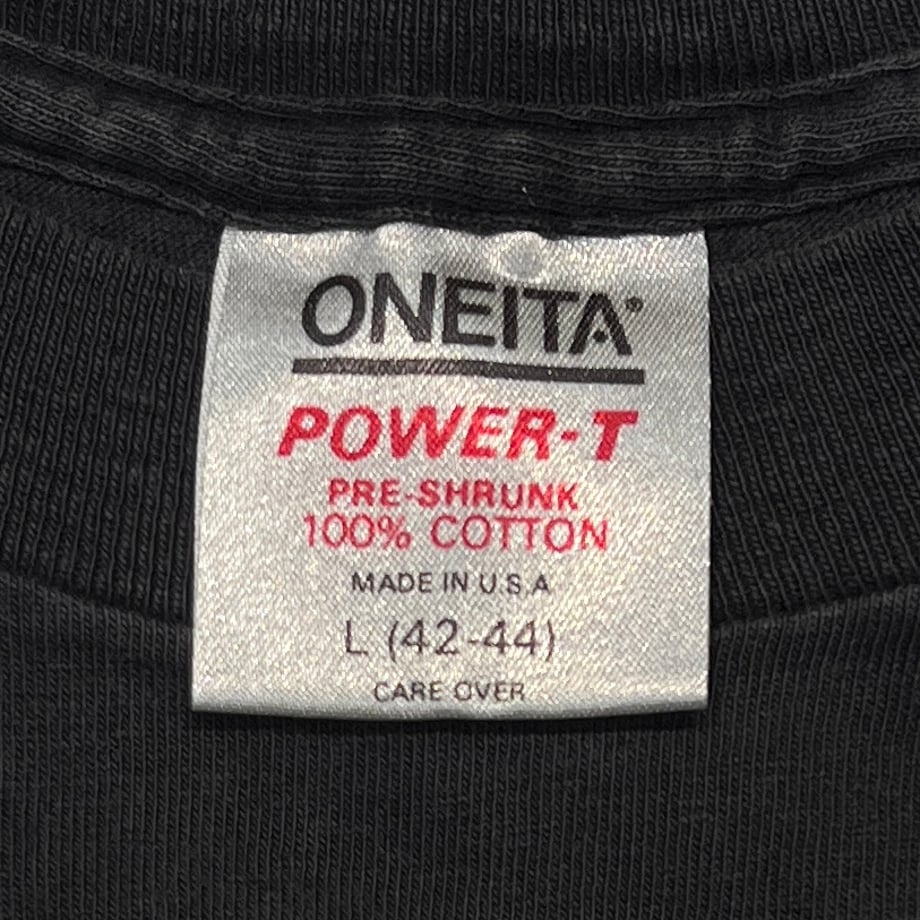 ONEITA®
POWER-T
PRE-SHRUNK
100% COTTON
MADE IN U.S.A
L (42-44)
CARE OVER